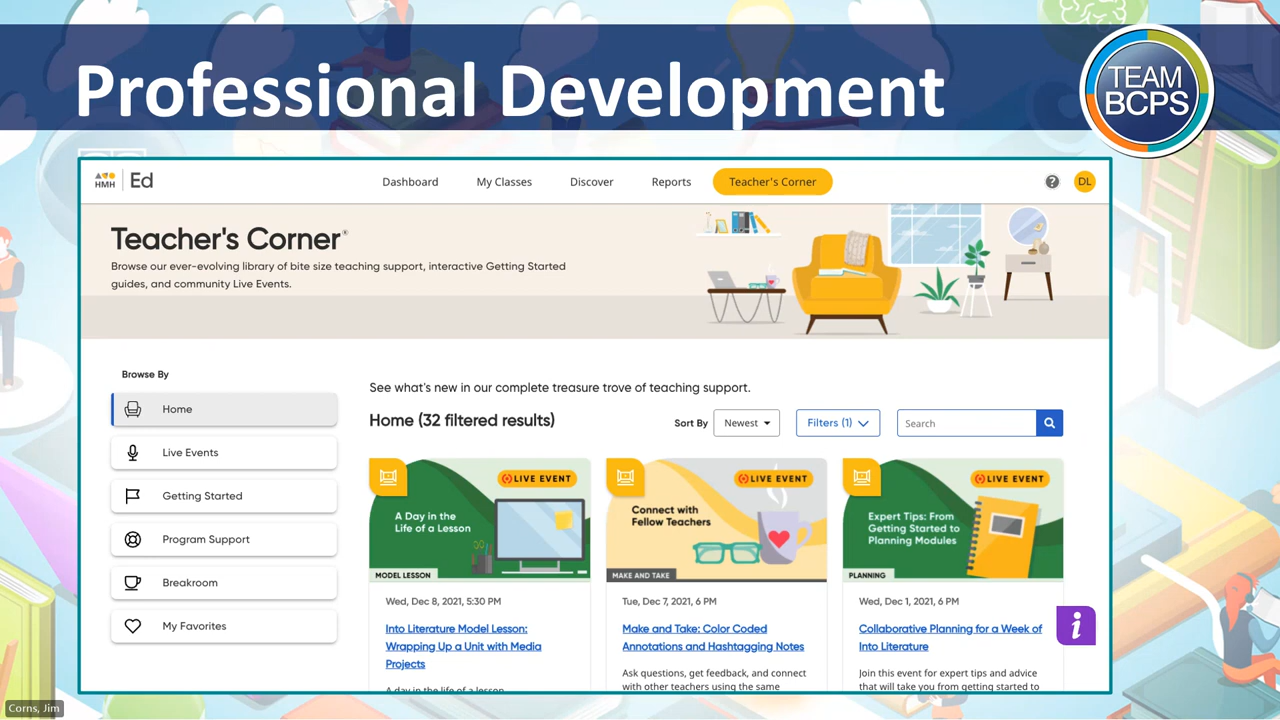 Professional Development
TEAM
BCPS
HMH
Ed
Dashboard
My Classes
Discover
Reports
Teacher's Corner
?
DL
Teacher's Corner®
Browse our ever-evolving library of bite size teaching support, interactive Getting Started
guides, and community Live Events.
Browse By
Home
Live Events
Getting Started
Program Support
Breakroom
My Favorites
See what's new in our complete treasure trove of teaching support.
Home (32 filtered results)
Sort By
Newest
Filters (1)
Search
LIVE EVENT
A Day in the
Life of a Lesson
MODEL LESSON
Wed, Dec 8, 2021, 5:30 PM
Into Literature Model Lesson:
Wrapping Up a Unit with Media
Projects
A day in the life of a lesson
LIVE EVENT
Connect with
Fellow Teachers
MAKE AND TAKE
Tue, Dec 7, 2021, 6 PM
Make and Take: Color Coded
Annotations and Hashtagging Notes
Ask questions, get feedback, and connect
with other teachers using the same
LIVE EVENT
Expert Tips: From
Getting Started to
Planning Modules
PLANNING
Wed, Dec 1, 2021, 6 PM
Collaborative Planning for a Week of
Into Literature
Join this event for expert tips and advice
that will take you from getting started to
i
Corns, Jim